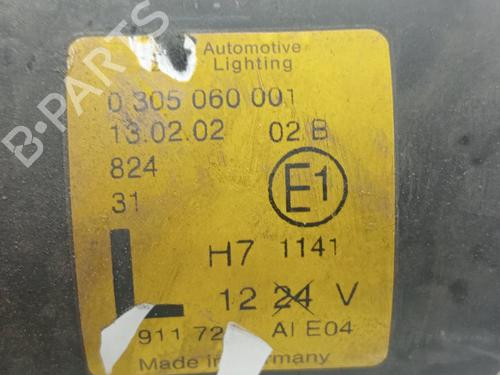 Automotive
Lighting
0 305 060 001
13.02.02 02 B
824
31
E1
H7 1141
L
12 24 V
911 72 AI E04
Made in Germany
B-PARTS